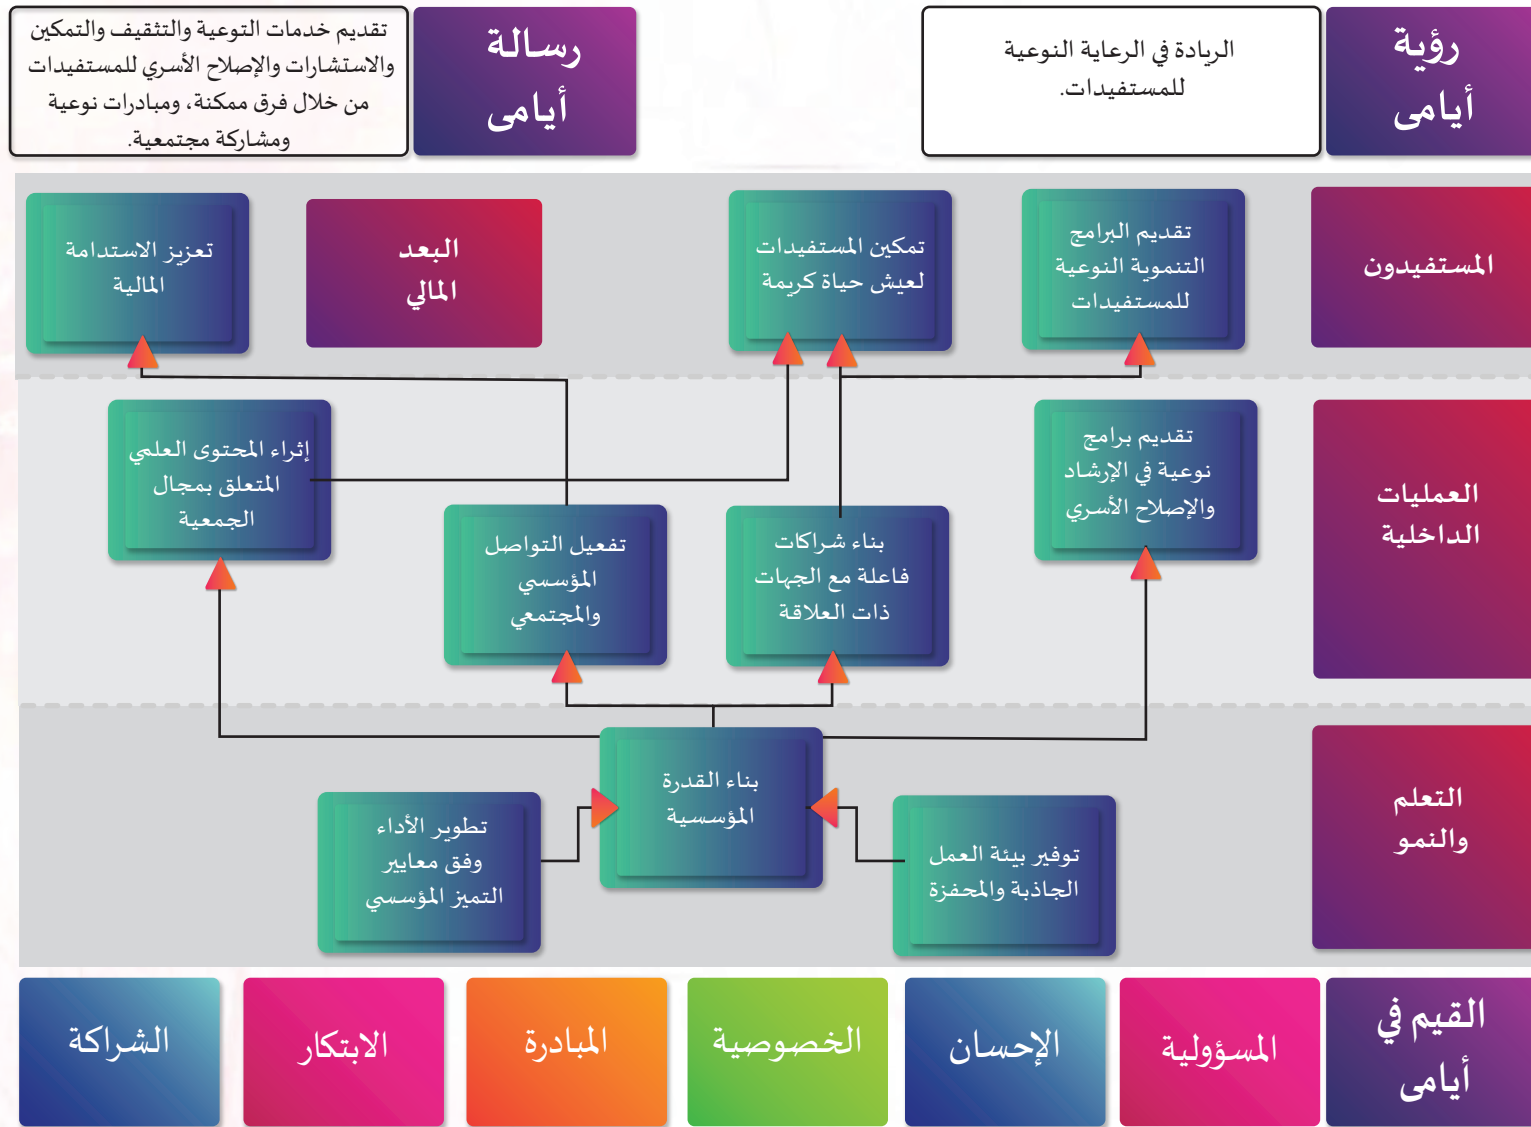 رؤية
أيامى
الريادة في الرعاية النوعية
للمستفيدات.
رسالة
أيامى
تقديم خدمات التوعية والتثقيف والتمكين
والاستشارات والإصلاح الأسري للمستفيدات
من خلال فرق ممكنة، ومبادرات نوعية
ومشاركة مجتمعية.
المستفيدون
تقديم البرامج
التنموية النوعية
للمستفيدات
تمكين المستفيدات
لعيش حياة كريمة
البعد
المالي
تعزيز الاستدامة
المالية
العمليات
الداخلية
تقديم برامج
نوعية في الإرشاد
والإصلاح الأسري
بناء شراكات
فاعلة مع الجهات
ذات العلاقة
تفعيل التواصل
المؤسسي
والمجتمعي
إثراء المحتوى العلمي
المتعلق بمجال
الجمعية
التعلم
والنمو
توفير بيئة العمل
الجاذبة والمحفزة
بناء القدرة
المؤسسية
تطوير الأداء
وفق معايير
التميز المؤسسي
القيم في
أيامى
المسؤولية
الإحسان
الخصوصية
المبادرة
الابتكار
الشراكة